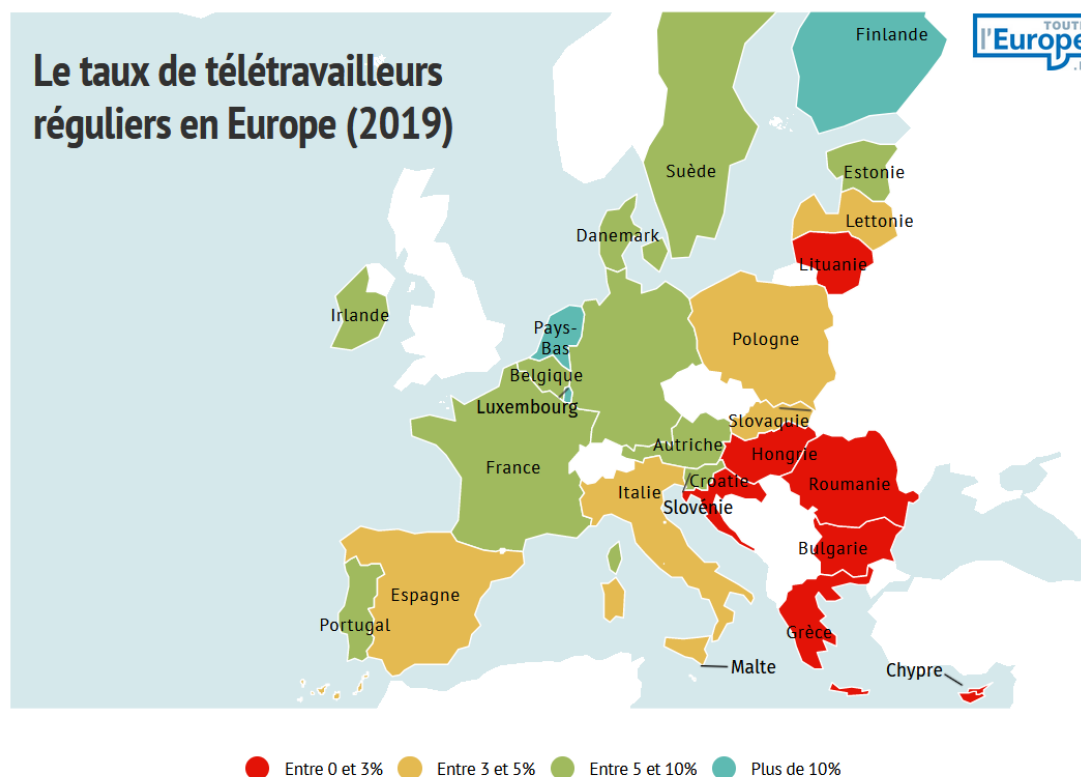 Le taux de télétravailleurs
réguliers en Europe (2019)
TOUTE
l'Europe
Finlande
Suède
Estonie
Lettonie
Danemark
Lituanie
Irlande
Pays-
Bas
Pologne
Belgique
Luxembourg
Slovaquie
Autriche
Hongrie
France
Italie
Croatie
Roumanie
Slovénie
Bulgarie
Espagne
Portugal
Grèce
Malte
Chypre
Entre 0 et 3%
Entre 3 et 5%
Entre 5 et 10%
Plus de 10%